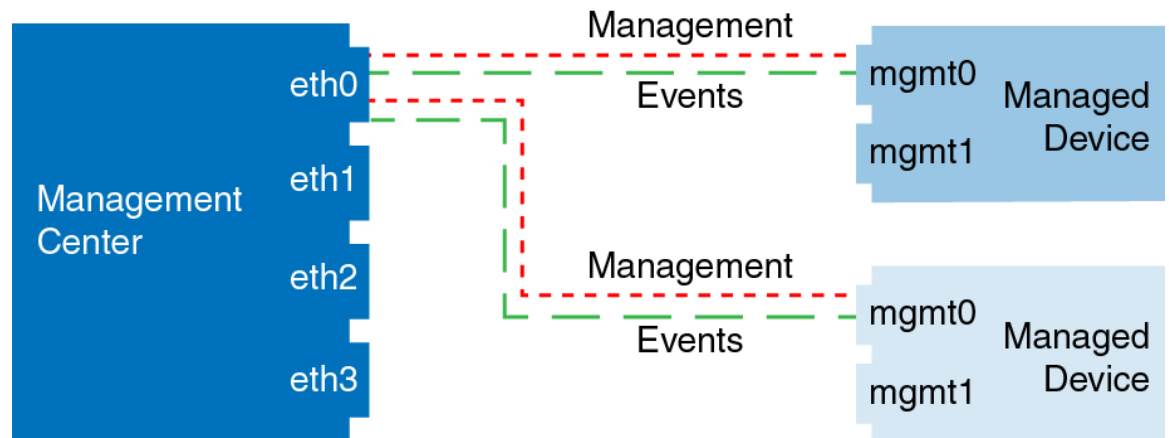 Management
Center
eth0
eth1
eth2
eth3
Management
Events
mgmt0
mgmt1
Managed
Device
Management
Events
mgmt0
mgmt1
Managed
Device